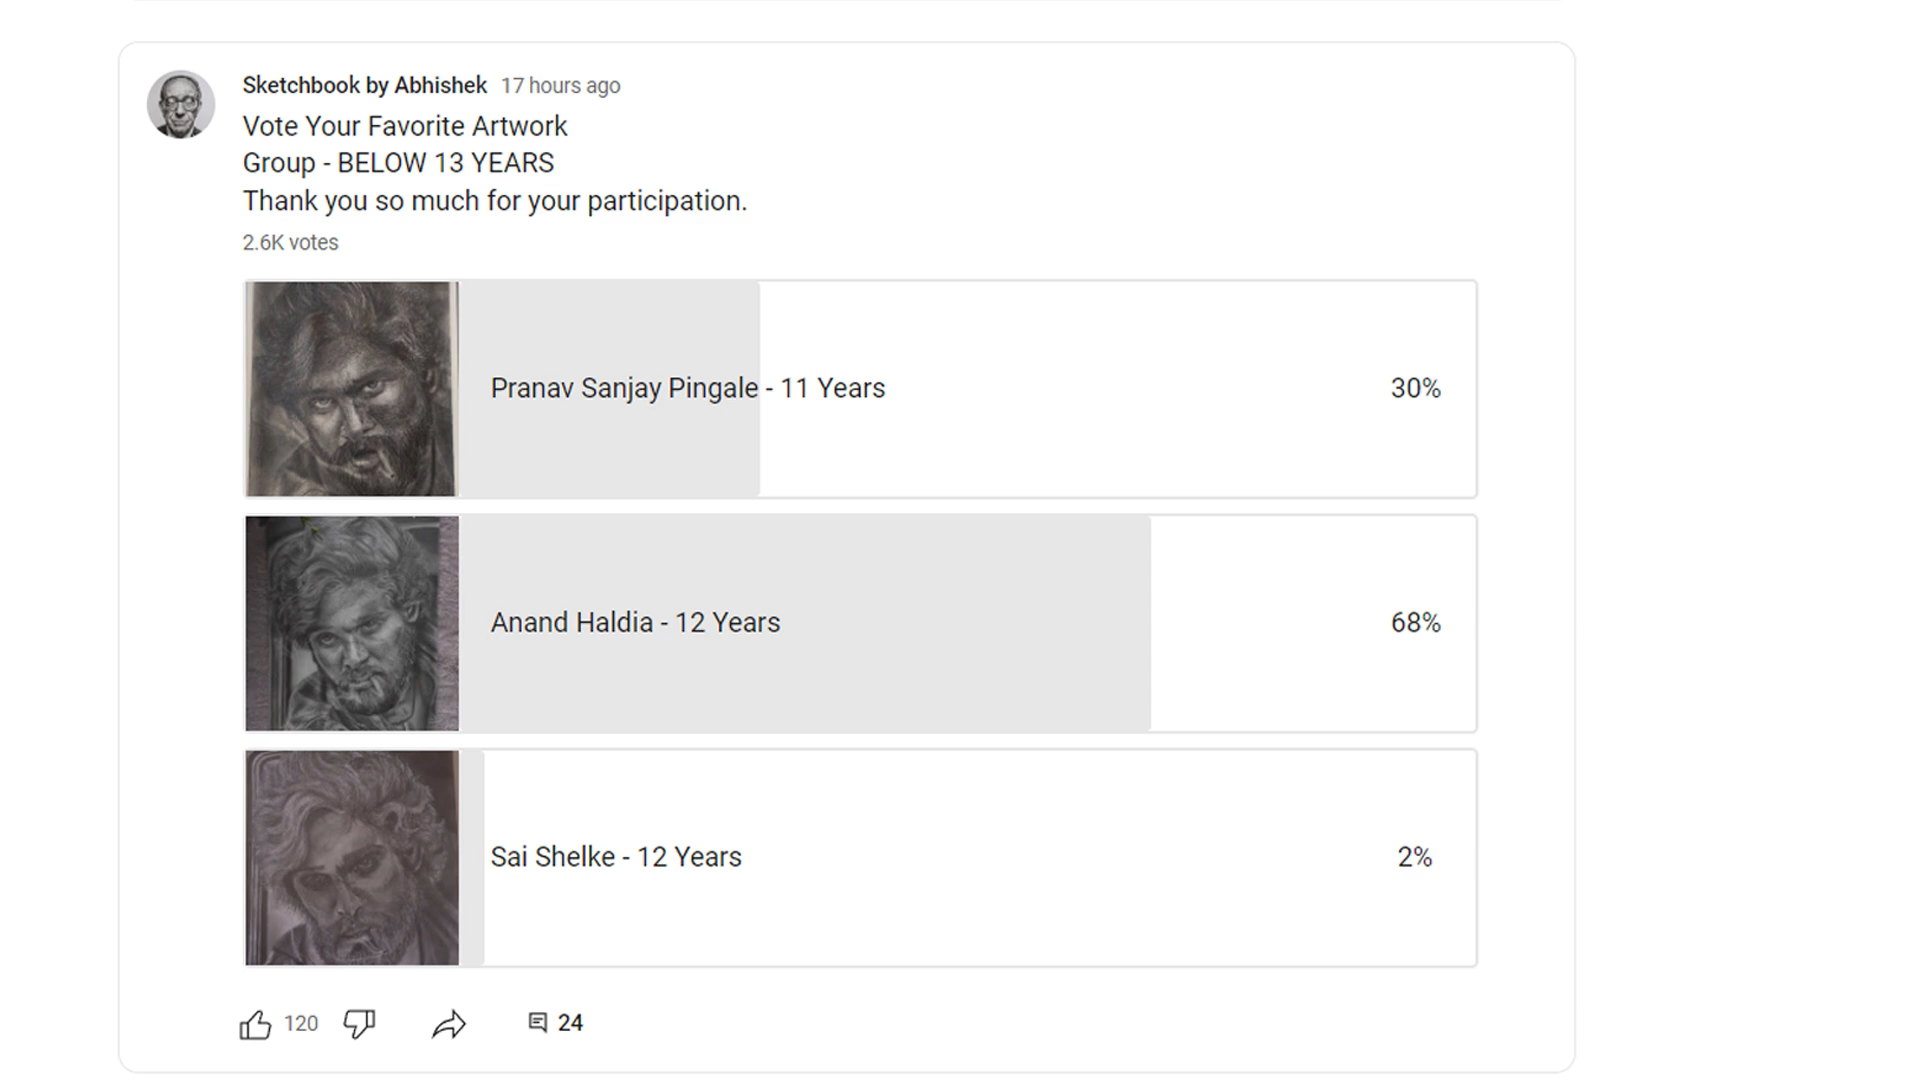 Sketchbook by Abhishek 17 hours ago
Vote Your Favorite Artwork
Group - BELOW 13 YEARS
Thank you so much for your participation.
2.6K votes
Pranav Sanjay Pingale - 11 Years 30%
Anand Haldia - 12 Years 68%
Sai Shelke - 12 Years 2%
120 24